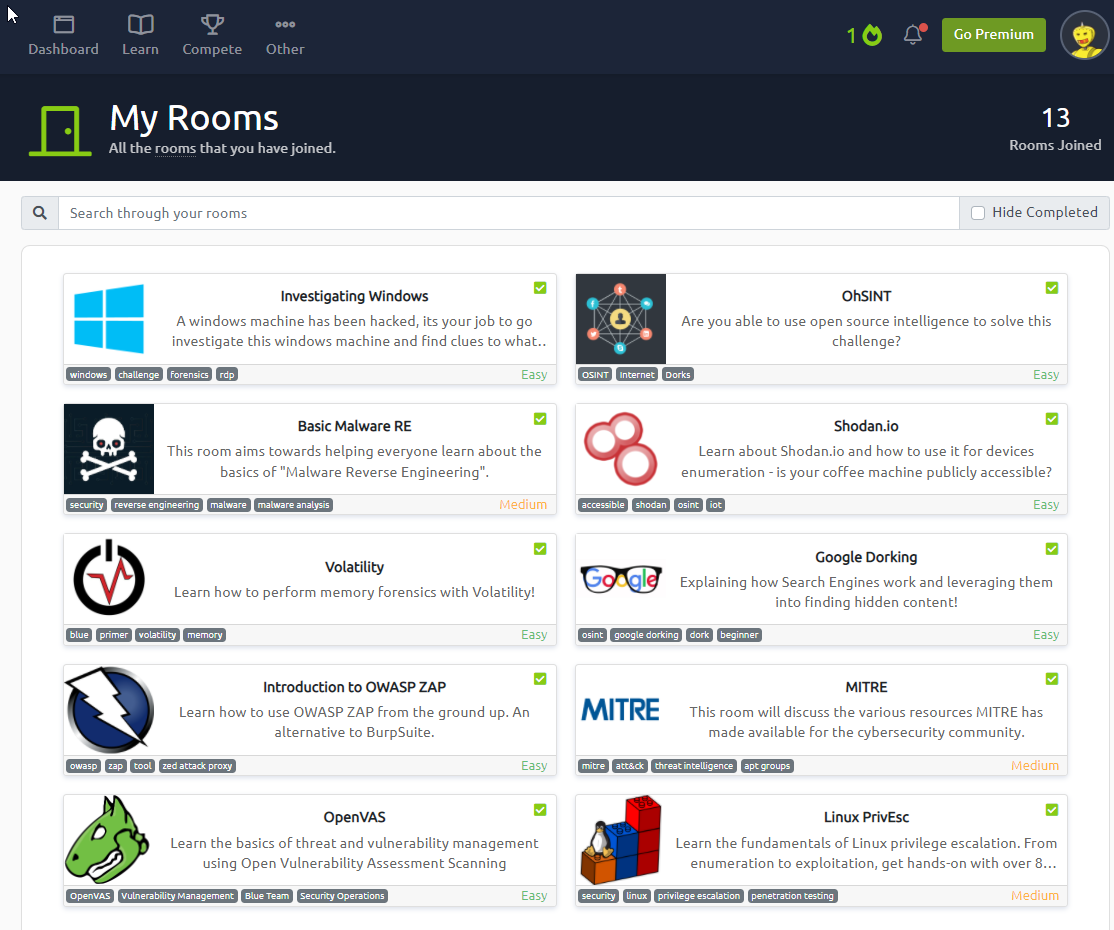 Dashboard
Learn
Compete
Other
1
Go Premium
My Rooms
All the rooms that you have joined.
13
Rooms Joined
Search through your rooms
Hide Completed
Investigating Windows
A windows machine has been hacked, its your job to go
investigate this windows machine and find clues to what..
windows challenge forensics rdp
Easy
OhSINT
Are you able to use open source intelligence to solve this
challenge?
OSINT Internet Dorks
Easy
Basic Malware RE
This room aims towards helping everyone learn about the
basics of "Malware Reverse Engineering".
security reverse engineering malware malware analysis
Medium
Shodan.io
Learn about Shodan.io and how to use it for devices
enumeration - is your coffee machine publicly accessible?
accessible shodan osint iot
Easy
Volatility
Learn how to perform memory forensics with Volatility!
blue primer volatility memory
Easy
Google
Google Dorking
Explaining how Search Engines work and leveraging them
into finding hidden content!
osint google dorking dork beginner
Easy
Introduction to OWASP ZAP
Learn how to use OWASP ZAP from the ground up. An
alternative to BurpSuite.
owasp zap tool zed attack proxy
Easy
MITRE
MITRE
This room will discuss the various resources MITRE has
made available for the cybersecurity community.
mitre att&ck threat intelligence apt groups
Medium
OpenVAS
Learn the basics of threat and vulnerability management
using Open Vulnerability Assessment Scanning
OpenVAS Vulnerability Management Blue Team Security Operations
Easy
Linux PrivEsc
Learn the fundamentals of Linux privilege escalation. From
enumeration to exploitation, get hands-on with over 8...
security linux privilege escalation penetration testing
Medium